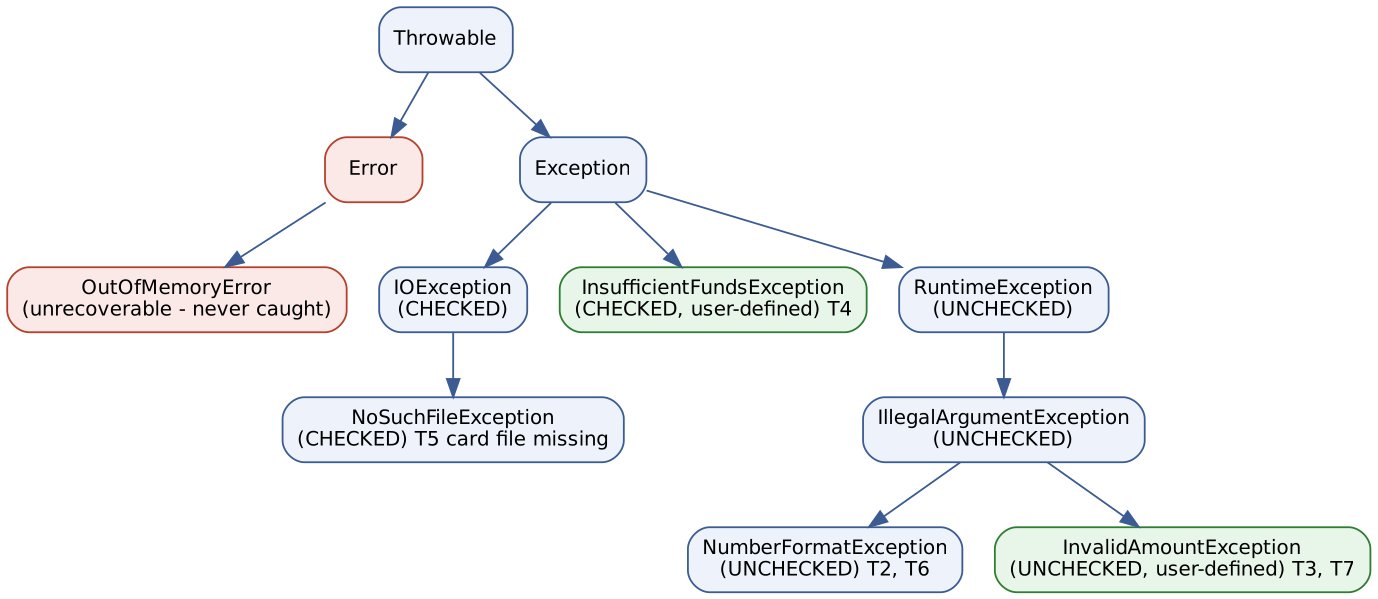 Throwable
Error
Exception
OutOfMemoryError
(unrecoverable - never caught)
IOException
(CHECKED)
InsufficientFundsException
(CHECKED, user-defined) T4
RuntimeException
(UNCHECKED)
NoSuchFileException
(CHECKED) T5 card file missing
IllegalArgumentException
(UNCHECKED)
NumberFormatException
(UNCHECKED) T2, T6
InvalidAmountException
(UNCHECKED, user-defined) T3, T7